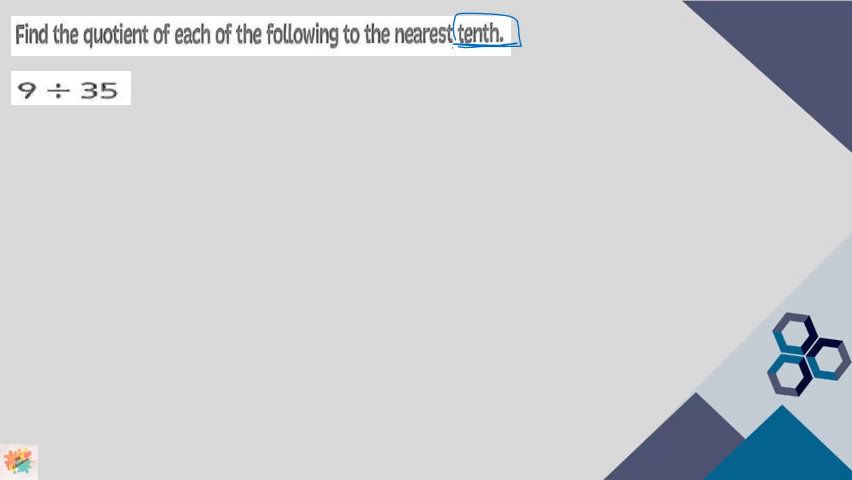 Find the quotient of each of the following to the nearest tenth.
9 ÷ 35